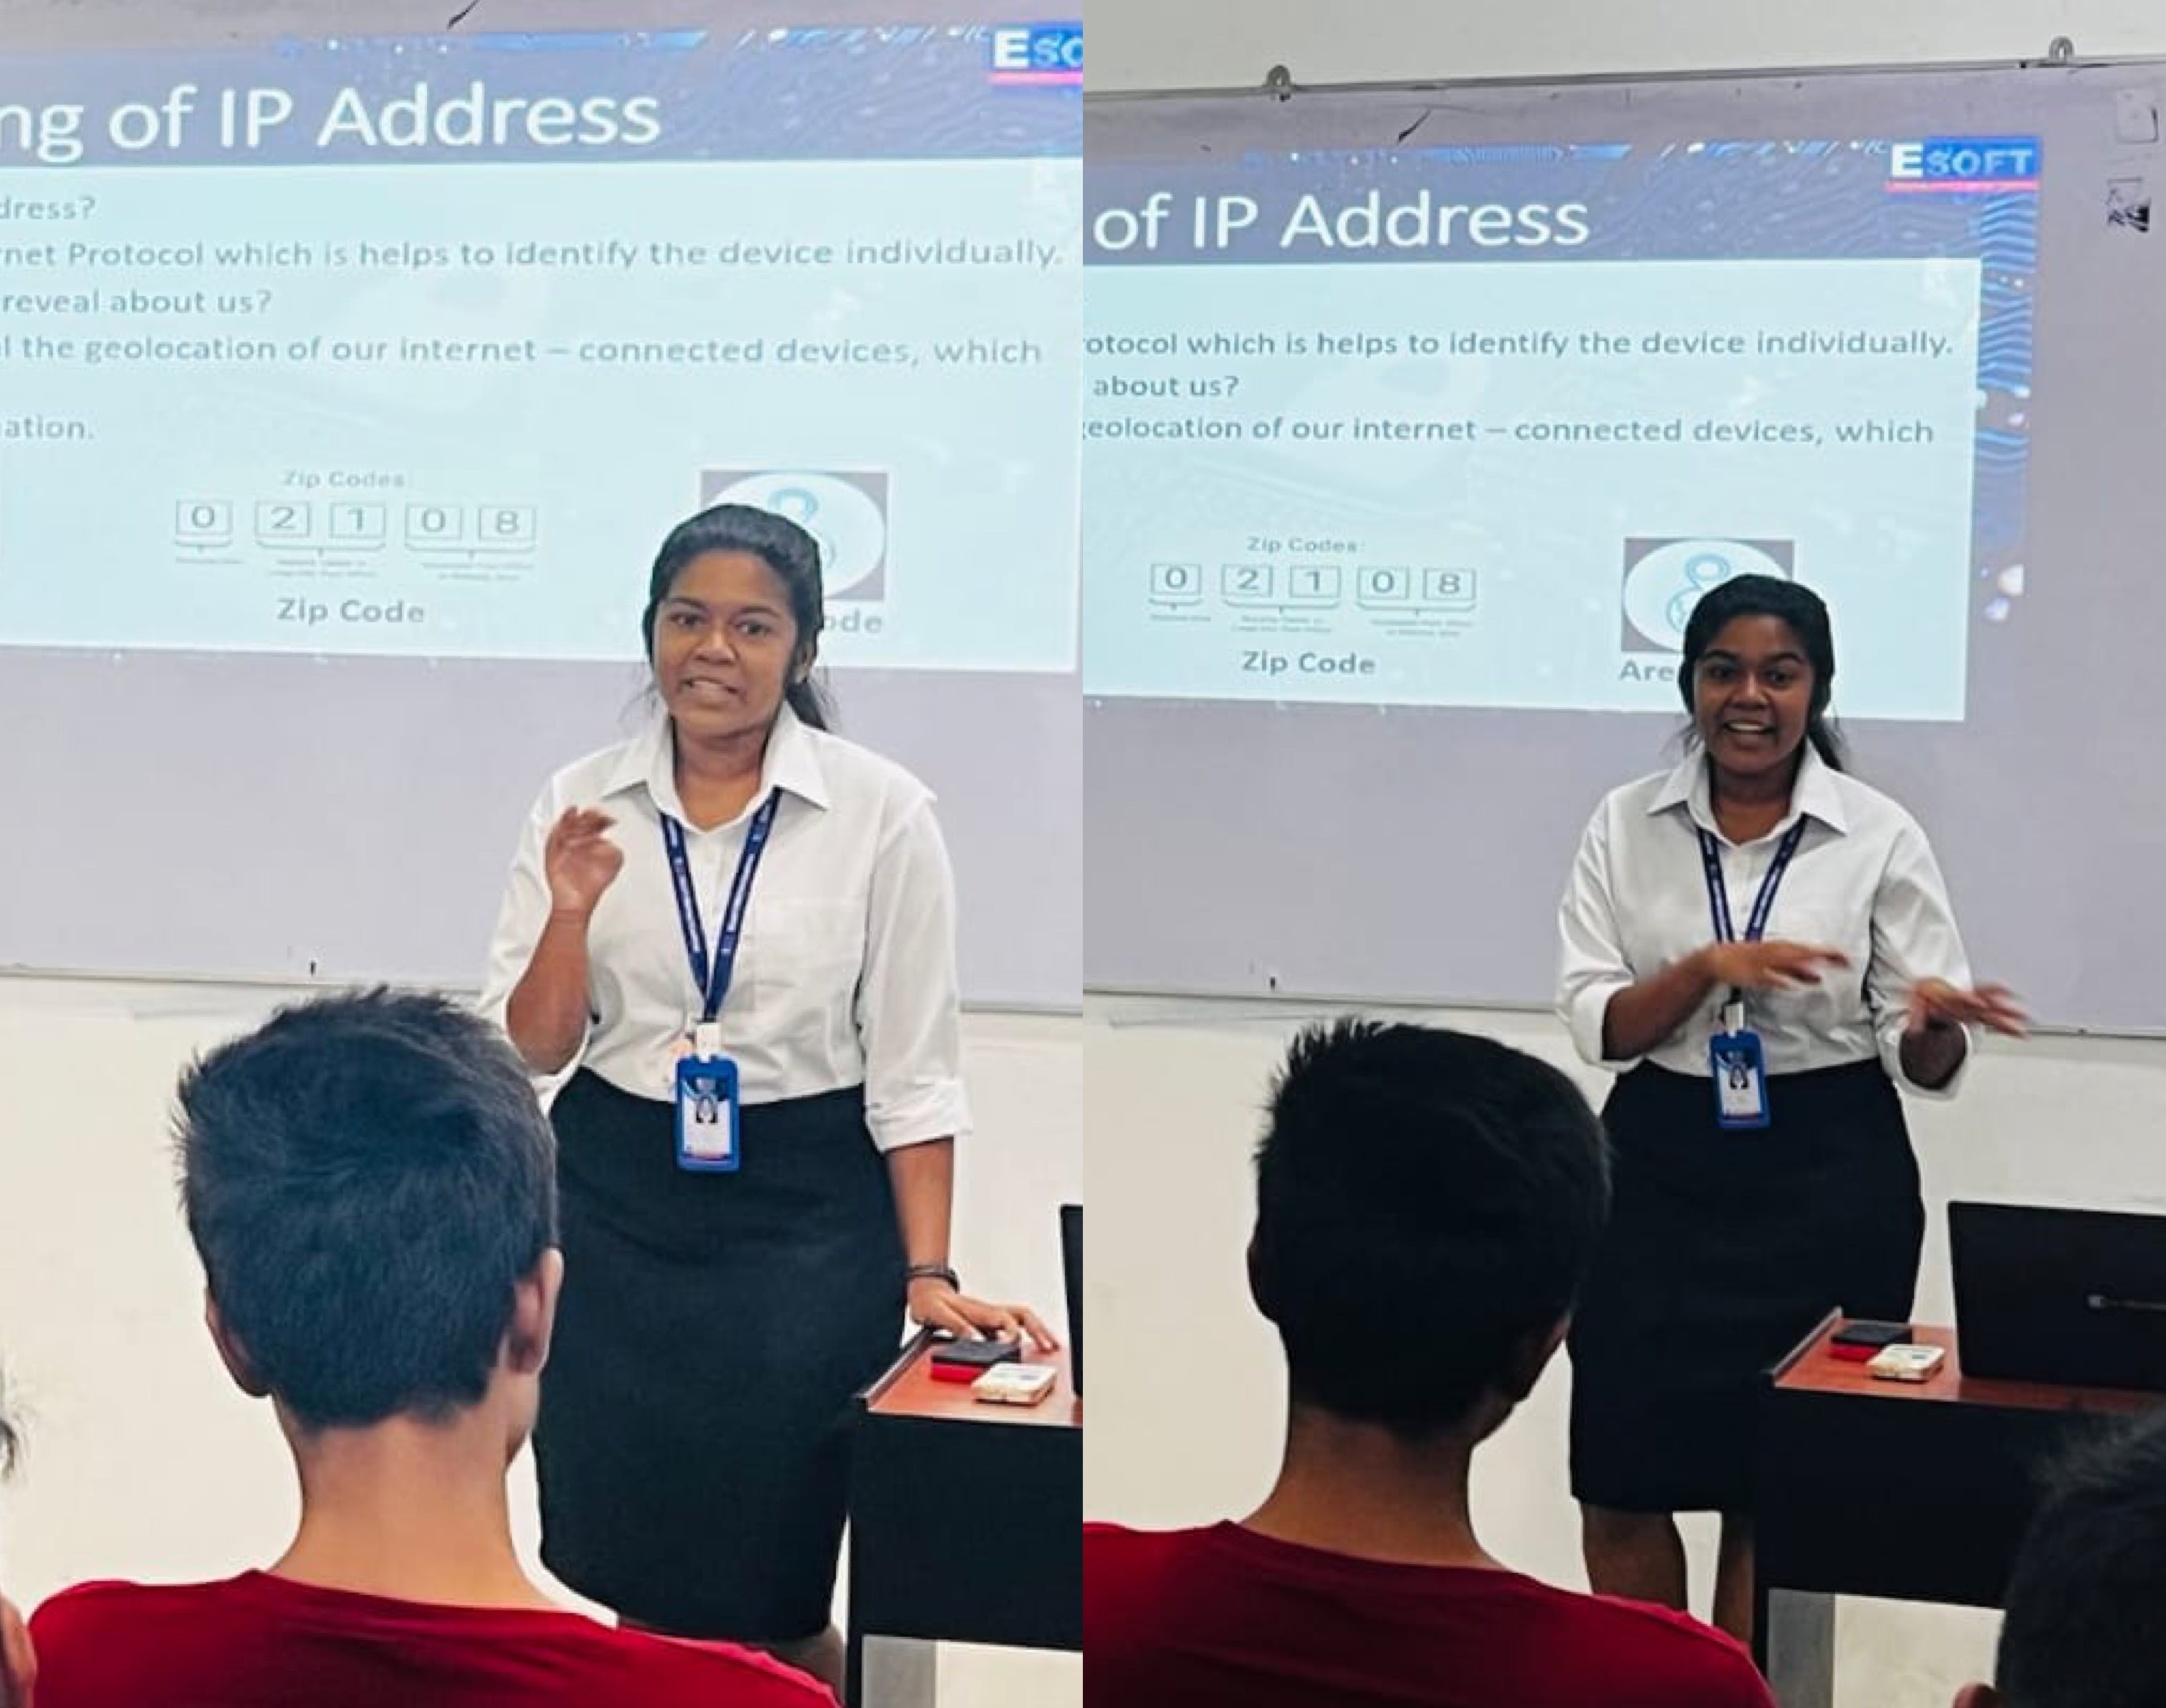 ESO
ng of IP Address
dress?
rnet Protocol which is helps to identify the device individually.
reveal about us?
l the geolocation of our internet – connected devices, which
ation.
Zip Codes
0 2 1 0 8
Zip Code
ode
ESOFT
of IP Address
otocol which is helps to identify the device individually.
about us?
eolocation of our internet – connected devices, which
Zip Codes
0 2 1 0 8
Zip Code
Are